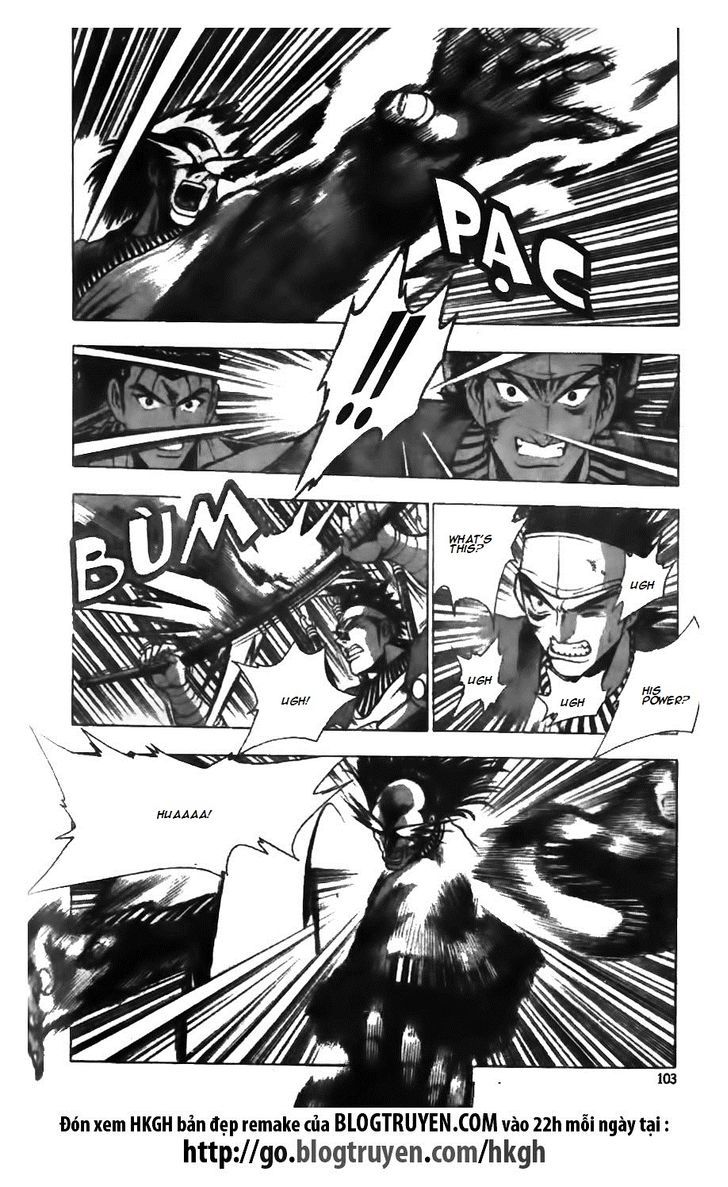 PẠC
!!
BÙM
WHAT'S
THIS?
UGH
UGH
UGH
HIS
POWER?
UGH!
HUAAAA!
103
Đón xem HKGH bản đẹp remake của BLOGTRUYEN.COM vào 22h mỗi ngày tại :
http://go.blogtruyen.com/hkgh